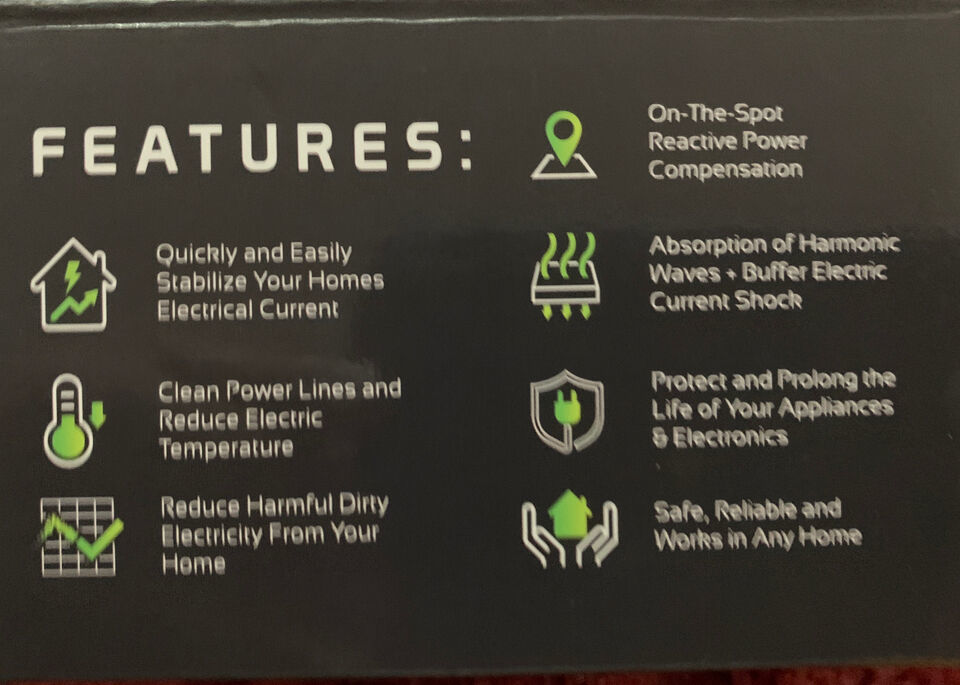 FEATURES:
Quickly and Easily
Stabilize Your Homes
Electrical Current
Clean Power Lines and
Reduce Electric
Temperature
Reduce Harmful Dirty
Electricity From Your
Home
On-The-Spot
Reactive Power
Compensation
Absorption of Harmonic
Waves + Buffer Electric
Current Shock
Protect and Prolong the
Life of Your Appliances
& Electronics
Safe, Reliable and
Works in Any Home